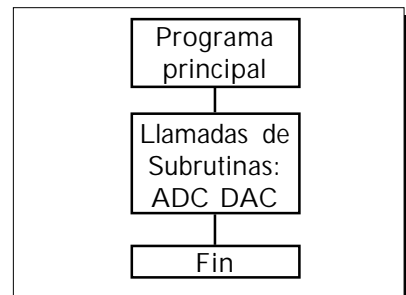 Programa
principal
Llamadas de
Subrutinas:
ADC DAC
Fin